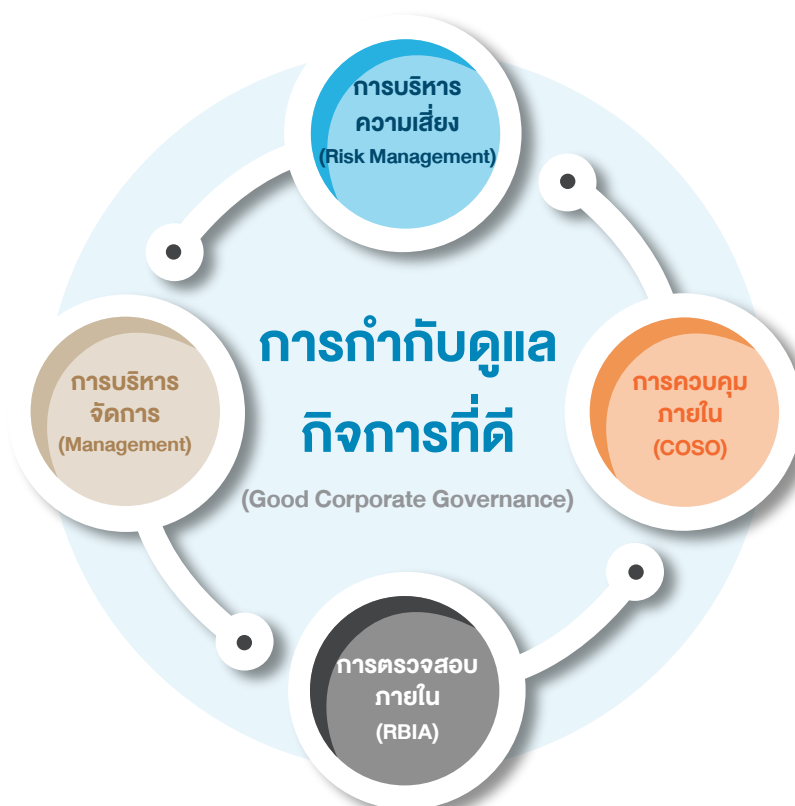 การบริหาร
ความเสี่ยง
(Risk Management)
การกำกับดูแล
กิจการที่ดี
(Good Corporate Governance)
การบริหาร
จัดการ
(Management)
การควบคุม
ภายใน
(COSO)
การตรวจสอบ
ภายใน
(RBIA)